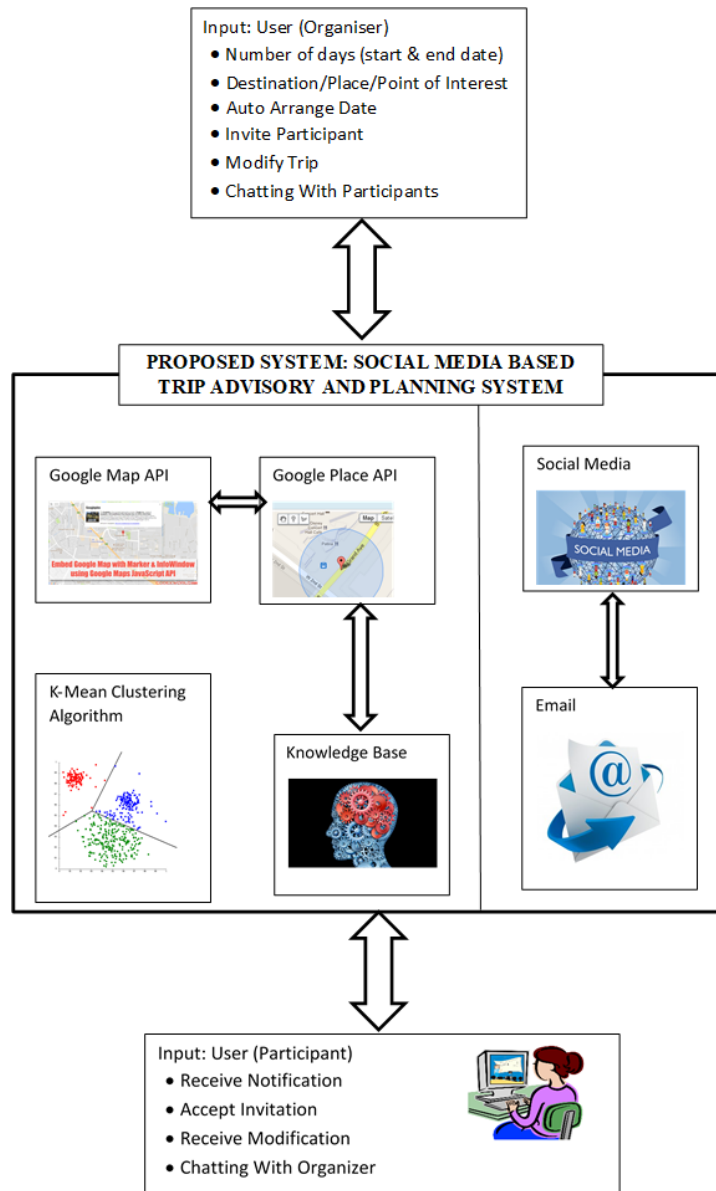 Input: User (Organiser)
• Number of days (start & end date)
• Destination/Place/Point of Interest
• Auto Arrange Date
• Invite Participant
• Modify Trip
• Chatting With Participants
PROPOSED SYSTEM: SOCIAL MEDIA BASED
TRIP ADVISORY AND PLANNING SYSTEM
Google Map API
Embed Google Map with Marker & InfoWindow
using Google Maps JavaScript API
Google Place API
Map
Social Media
SOCIAL MEDIA
K-Mean Clustering
Algorithm
Knowledge Base
Email
@
Input: User (Participant)
• Receive Notification
• Accept Invitation
• Receive Modification
• Chatting With Organizer